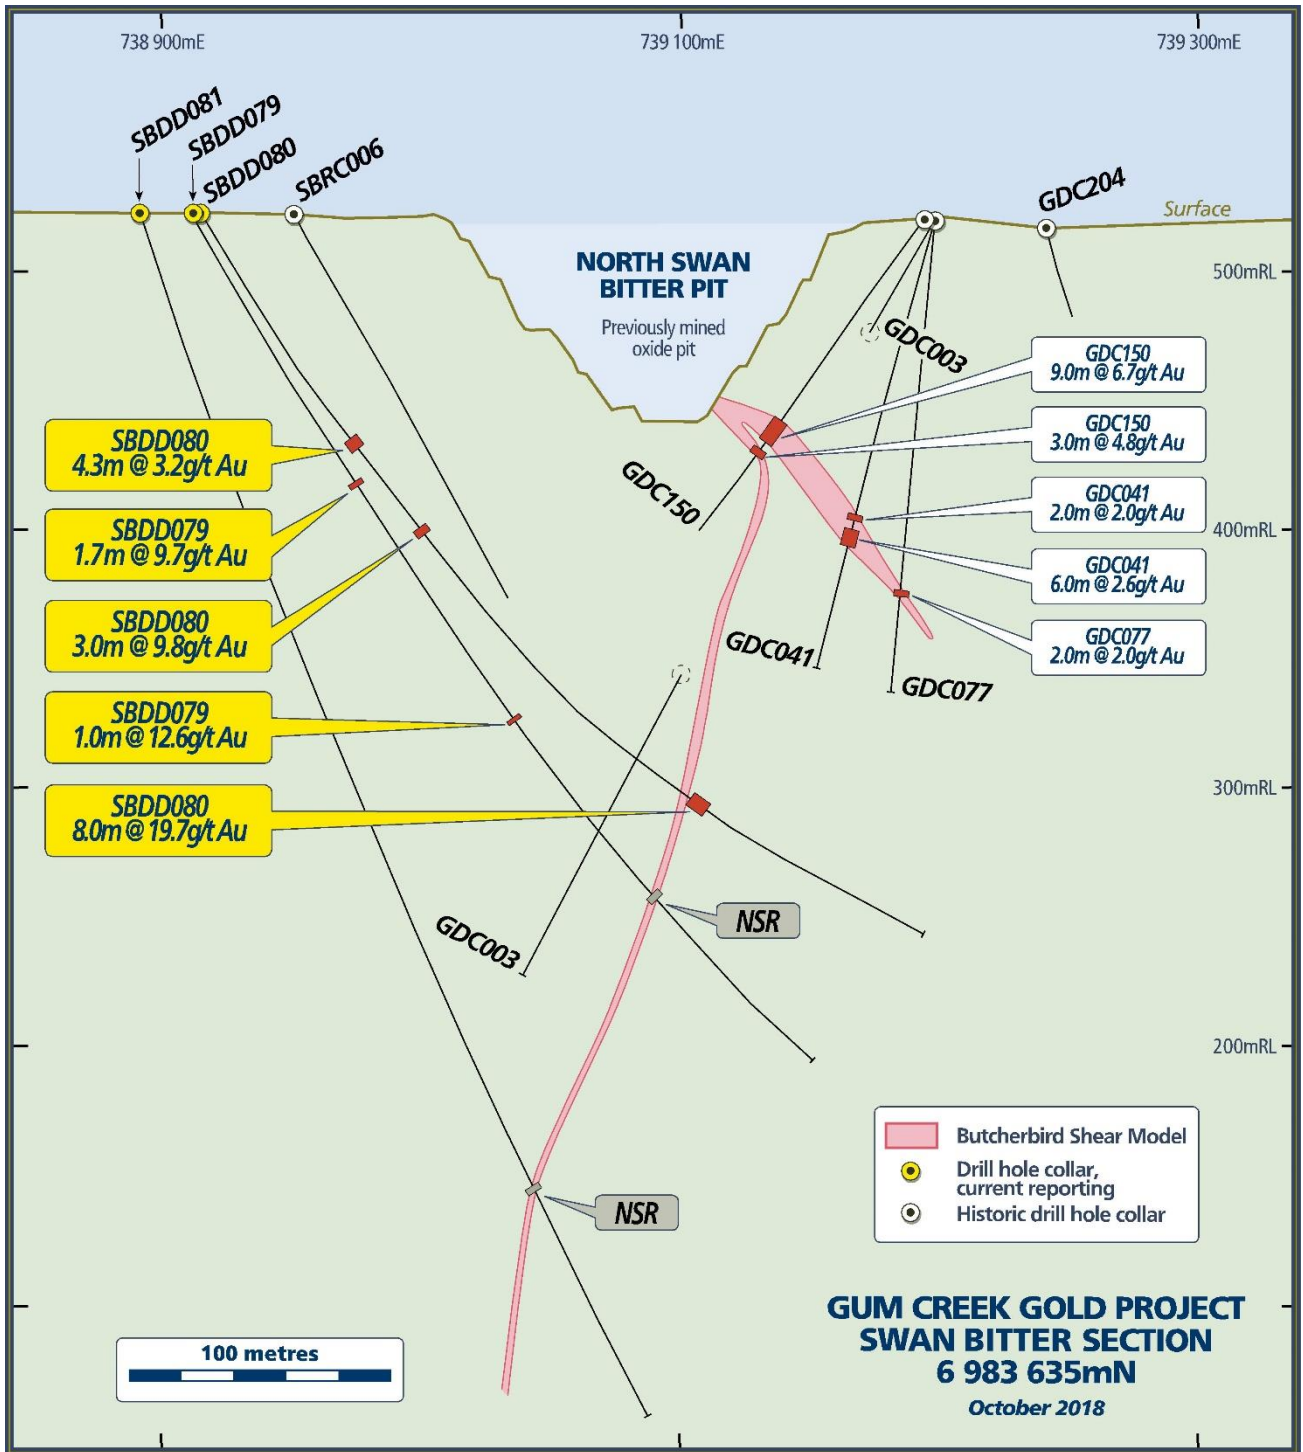 738 900mE
739 100mE
739 300mE
SBDD081
SBDD079
SBDD080
SBRC006
GDC204
Surface
NORTH SWAN
BITTER PIT
Previously mined
oxide pit
500mRL
GDC003
GDC150
9.0m @ 6.7g/t Au
GDC150
3.0m @ 4.8g/t Au
SBDD080
4.3m @ 3.2g/t Au
GDC150
GDC041
2.0m @ 2.0g/t Au
SBDD079
1.7m @ 9.7g/t Au
400mRL
GDC041
6.0m @ 2.6g/t Au
SBDD080
3.0m @ 9.8g/t Au
GDC041
GDC077
2.0m @ 2.0g/t Au
GDC077
SBDD079
1.0m @ 12.6g/t Au
300mRL
SBDD080
8.0m @ 19.7g/t Au
NSR
GDC003
200mRL
NSR
Butcherbird Shear Model
Drill hole collar,
current reporting
Historic drill hole collar
100 metres
GUM CREEK GOLD PROJECT
SWAN BITTER SECTION
6 983 635mN
October 2018